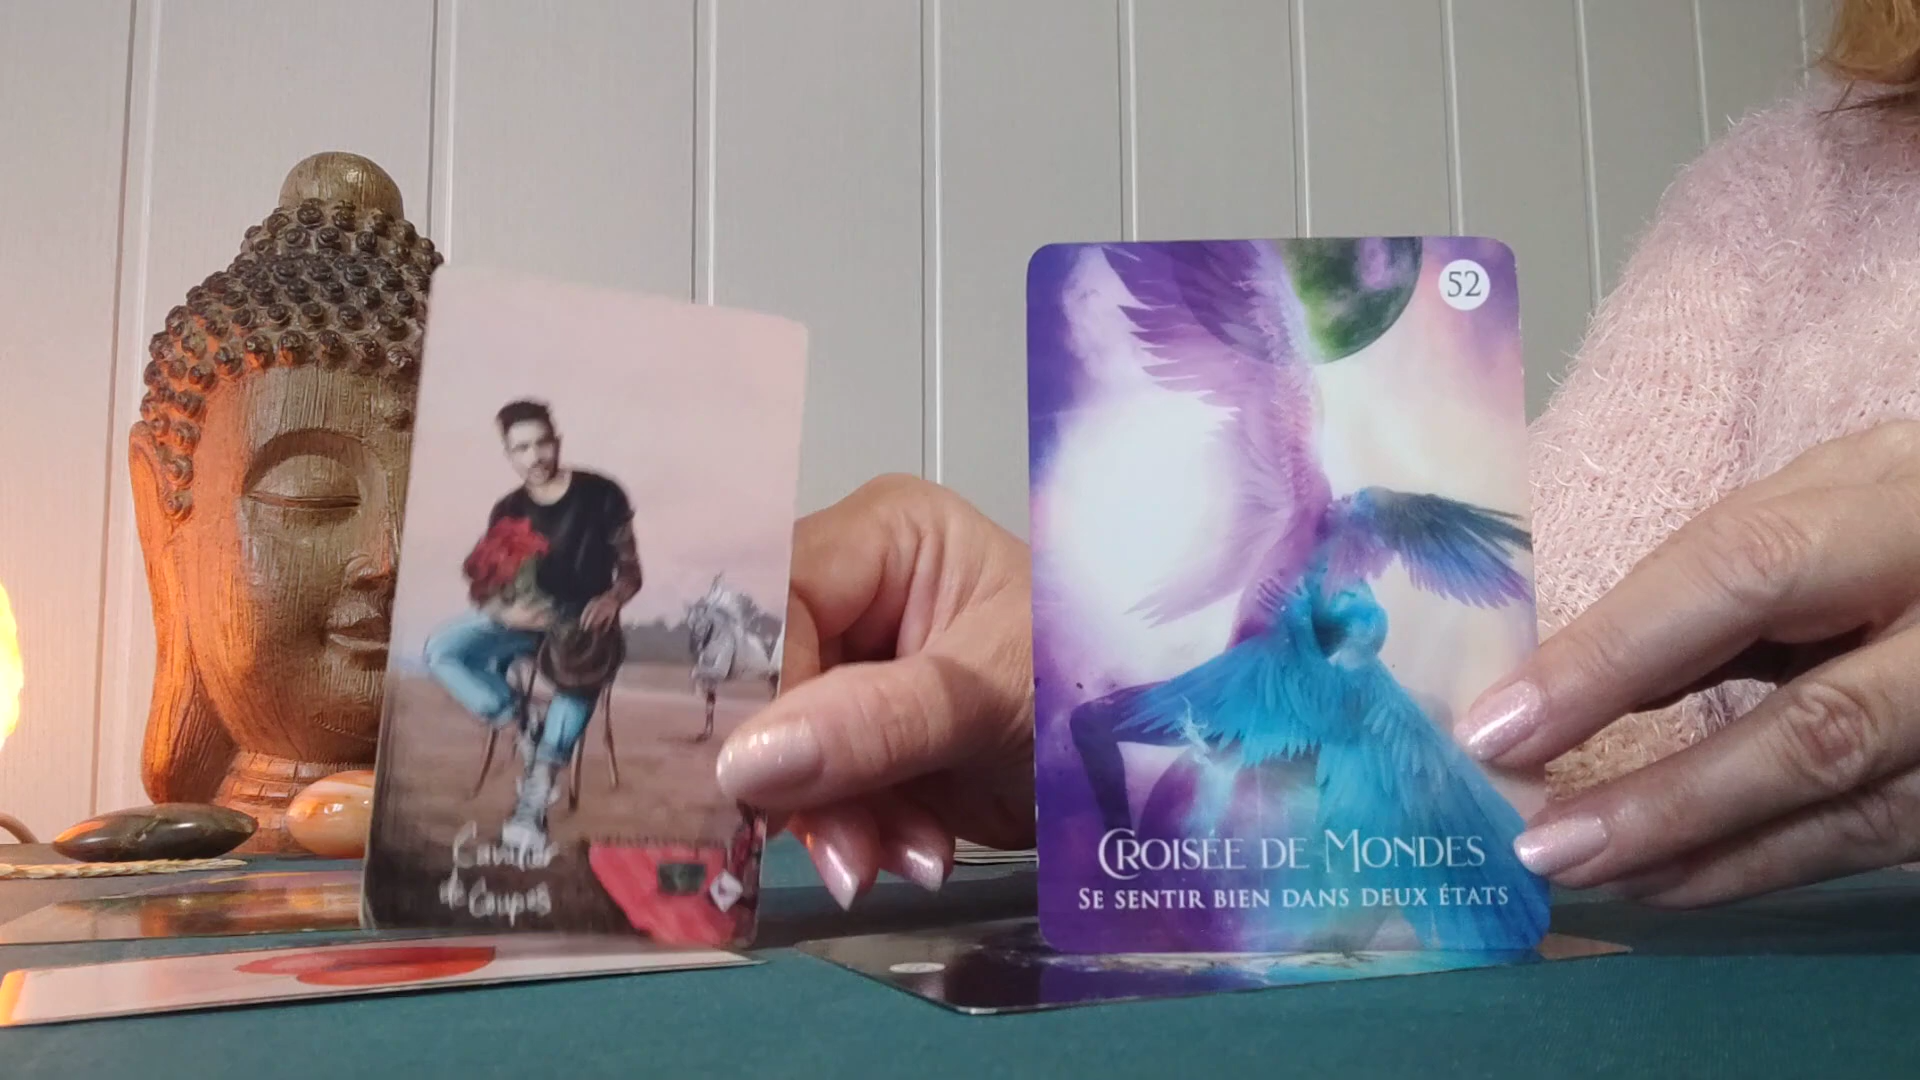 Cavalier
de Coupes
52
CROISÉE DE MONDES
SE SENTIR BIEN DANS DEUX ÉTATS